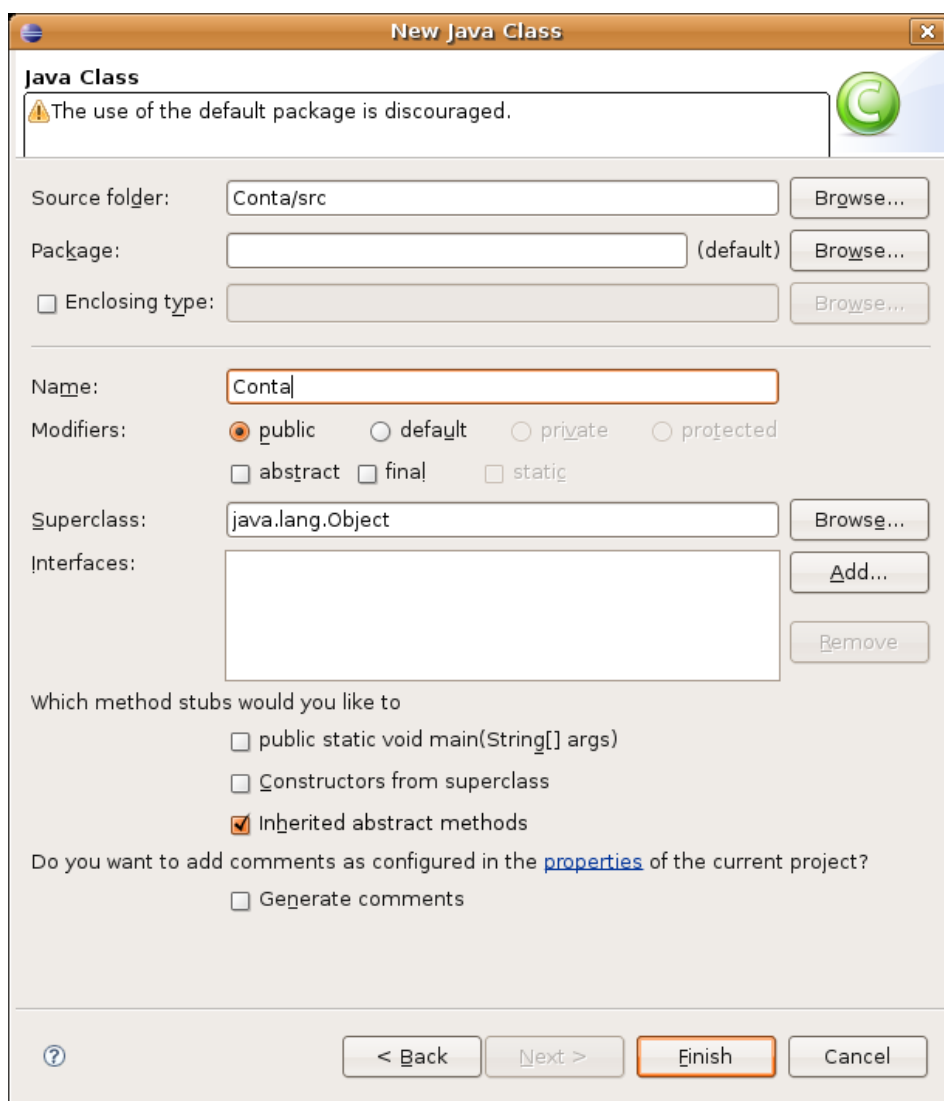 New Java Class
Java Class
The use of the default package is discouraged.
Source folder: Conta/src Browse...
Package: (default) Browse...
Enclosing type: Browse...
Name: Conta
Modifiers: public default private protected
abstract final static
Superclass: java.lang.Object Browse...
Interfaces: Add...
Remove
Which method stubs would you like to
public static void main(String[] args)
Constructors from superclass
Inherited abstract methods
Do you want to add comments as configured in the properties of the current project?
Generate comments
? < Back Next > Finish Cancel